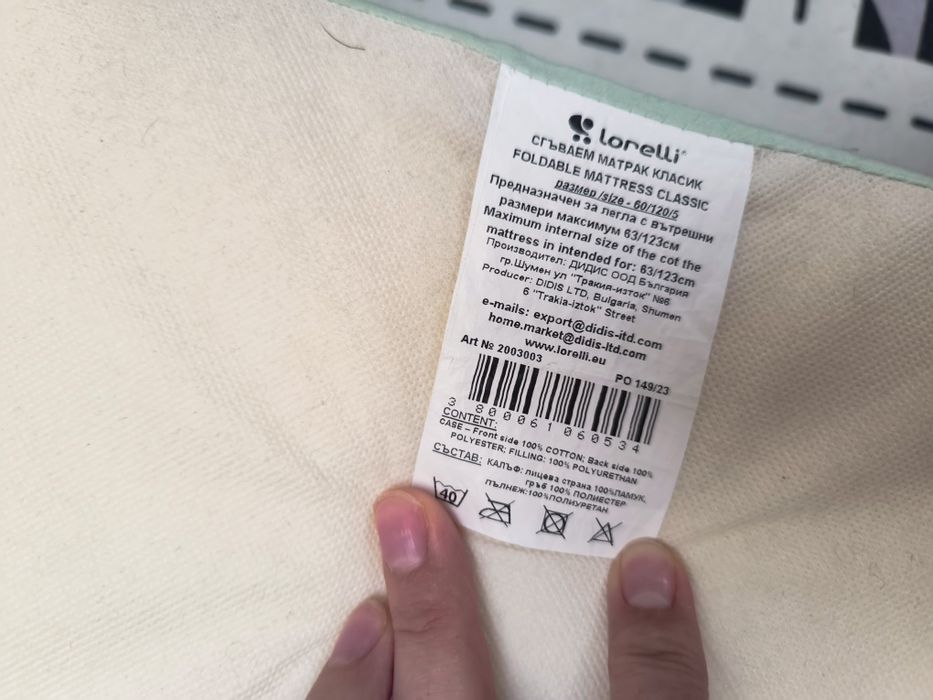 lorelli
СГЪВАЕМ МАТРАК КЛАСИК
FOLDABLE MATTRESS CLASSIC
размер /size - 60/120/5
Предназначен за легла с вътрешни
размери максимум 63/123см
Maximum internal size of the cot the
mattress in intended for: 63/123cm
Производител: ДИДИС ООД България
гр.Шумен ул "Тракия-изток" №6
Producer: DIDIS LTD, Bulgaria, Shumen
6 "Trakia-iztok" Street
e-mails: export@didis-ltd.com
home.market@didis-ltd.com
www.lorelli.eu
Art № 2003003
PO 149/23
3 800061 060534
CONTENT:
CASE – Front side 100% COTTON; Back side 100%
POLYESTER; FILLING: 100% POLYURETHAN
СЪСТАВ: КАЛЪФ: лицева страна 100%ПАМУК,
гръб 100% ПОЛИЕСТЕР
ПЪЛНЕЖ:100%ПОЛИУРЕТАН
40